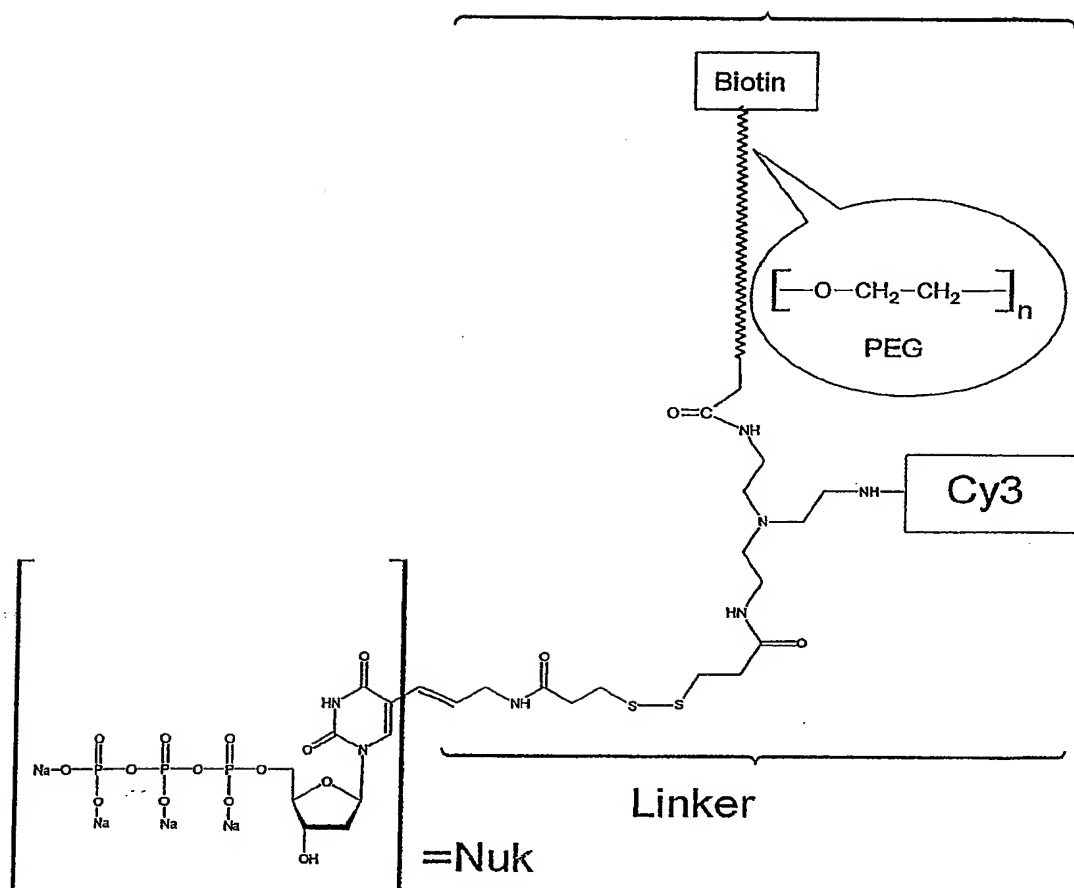 Biotin
[—O—CH₂—CH₂—]n
PEG
O=C
NH
NH
Cy3
N
HN
O
O
NH
S—S
O
HN
O
N
O
O
O
O
Na—O—P—O—P—O—P—O
O
O
O
O
Na
Na
Na
OH
Linker
=Nuk